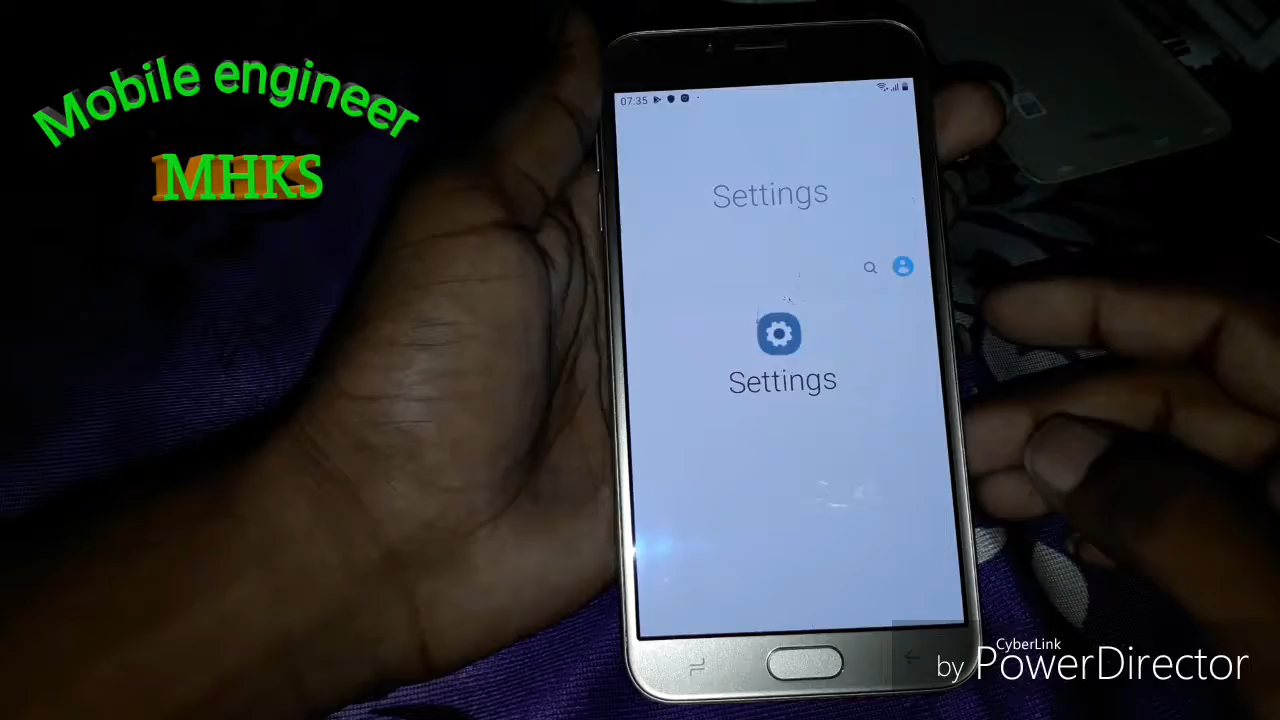 Mobile engineer
MHKS
07:35
Settings
Settings
CyberLink
by PowerDirector